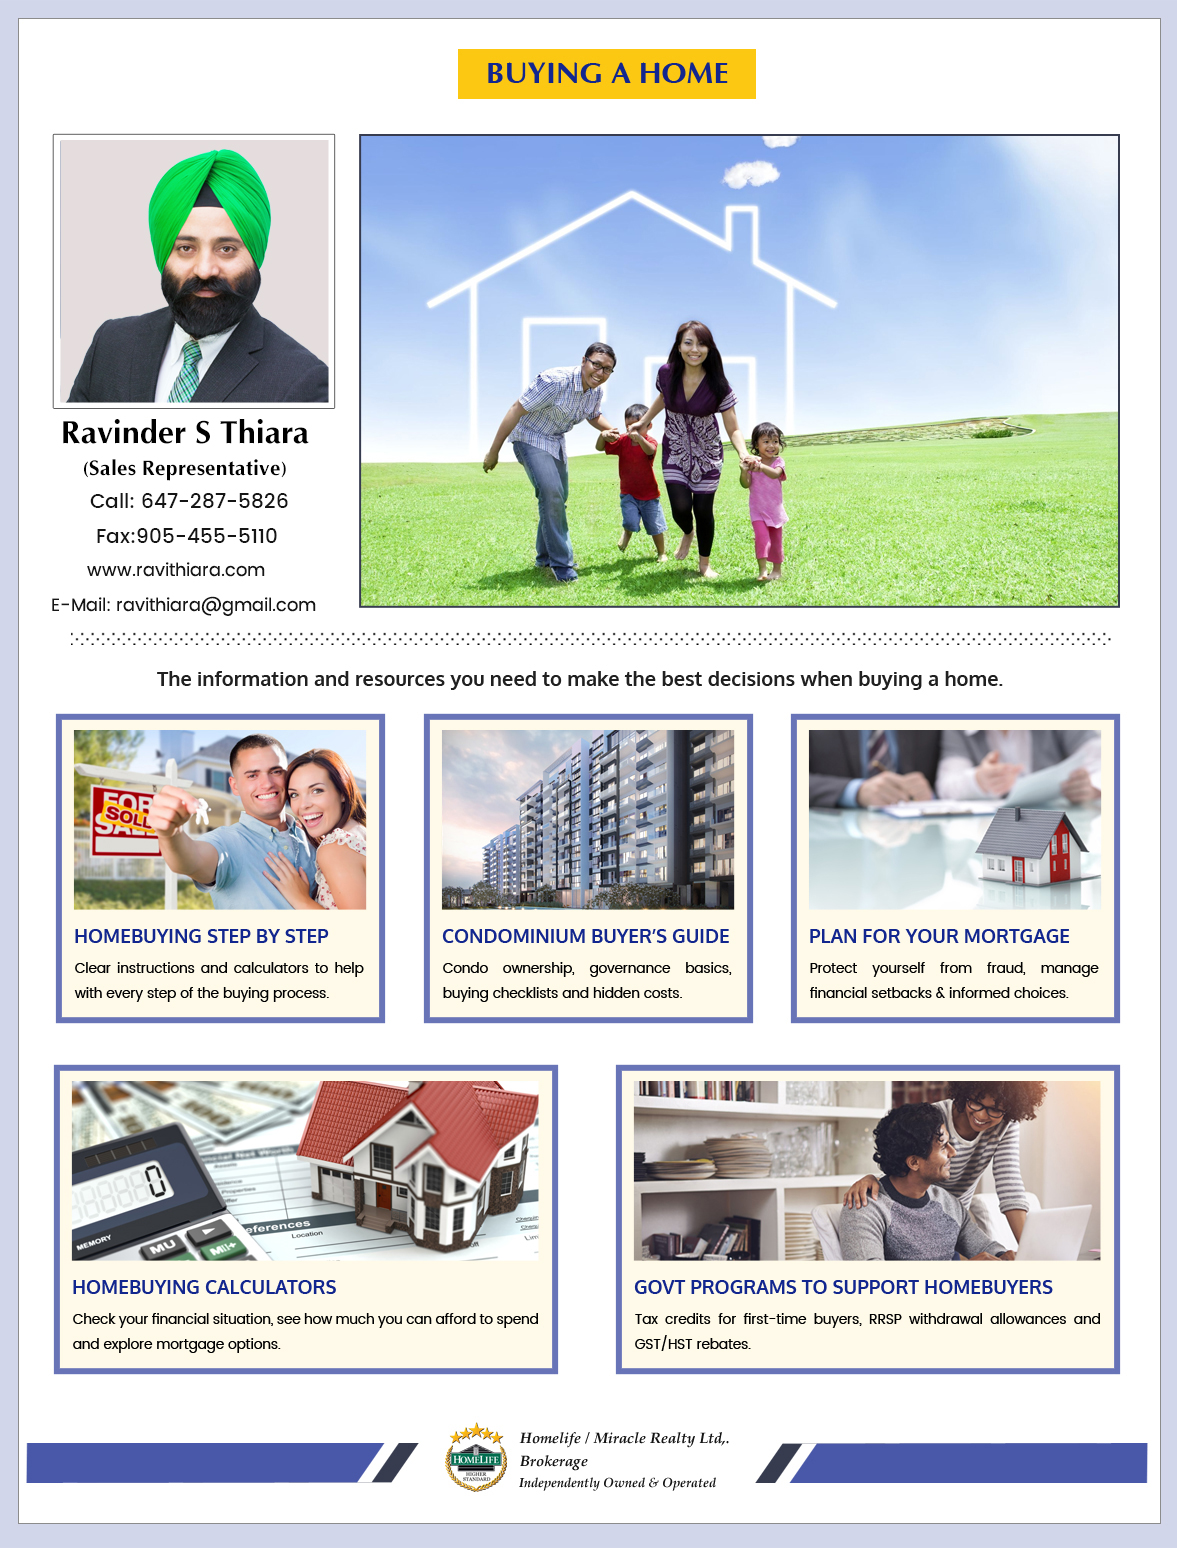 BUYING A HOME
Ravinder S Thiara
(Sales Representative)
Call: 647-287-5826
Fax:905-455-5110
www.ravithiara.com
E-Mail: ravithiara@gmail.com
The information and resources you need to make the best decisions when buying a home.
FOR
SOLD
SALE
HOMEBUYING STEP BY STEP
Clear instructions and calculators to help
with every step of the buying process.
CONDOMINIUM BUYER'S GUIDE
Condo ownership, governance basics,
buying checklists and hidden costs.
PLAN FOR YOUR MORTGAGE
Protect yourself from fraud, manage
financial setbacks & informed choices.
0
MEMORY
MU
MII+
eferences
Location
HOMEBUYING CALCULATORS
Check your financial situation, see how much you can afford to spend
and explore mortgage options.
GOVT PROGRAMS TO SUPPORT HOMEBUYERS
Tax credits for first-time buyers, RRSP withdrawal allowances and
GST/HST rebates.
HOMELIFE
HIGHER
STANDARD
Homelife / Miracle Realty Ltd,.
Brokerage
Independently Owned & Operated